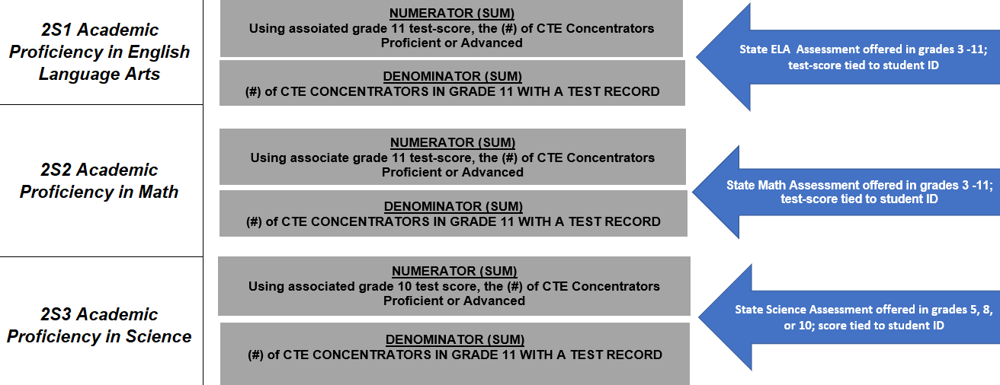 2S1 Academic
Proficiency in English
Language Arts
NUMERATOR (SUM)
Using assoiated grade 11 test-score, the (#) of CTE Concentrators
Proficient or Advanced
DENOMINATOR (SUM)
(#) of CTE CONCENTRATORS IN GRADE 11 WITH A TEST RECORD
State ELA  Assessment offered in grades 3 -11;
test-score tied to student ID
2S2 Academic
Proficiency in Math
NUMERATOR (SUM)
Using associate grade 11 test-score, the (#) of CTE Concentrators
Proficient or Advanced
DENOMINATOR (SUM)
(#) of CTE CONCENTRATORS IN GRADE 11 WITH A TEST RECORD
State Math Assessment offered in grades 3 -11;
test-score tied to student ID
2S3 Academic
Proficiency in Science
NUMERATOR (SUM)
Using associated grade 10 test score, the (#) of CTE Concentrators
Proficient or Advanced
DENOMINATOR (SUM)
(#) of CTE CONCENTRATORS IN GRADE 11 WITH A TEST RECORD
State Science Assessment offered in grades 5, 8,
or 10; score tied to student ID